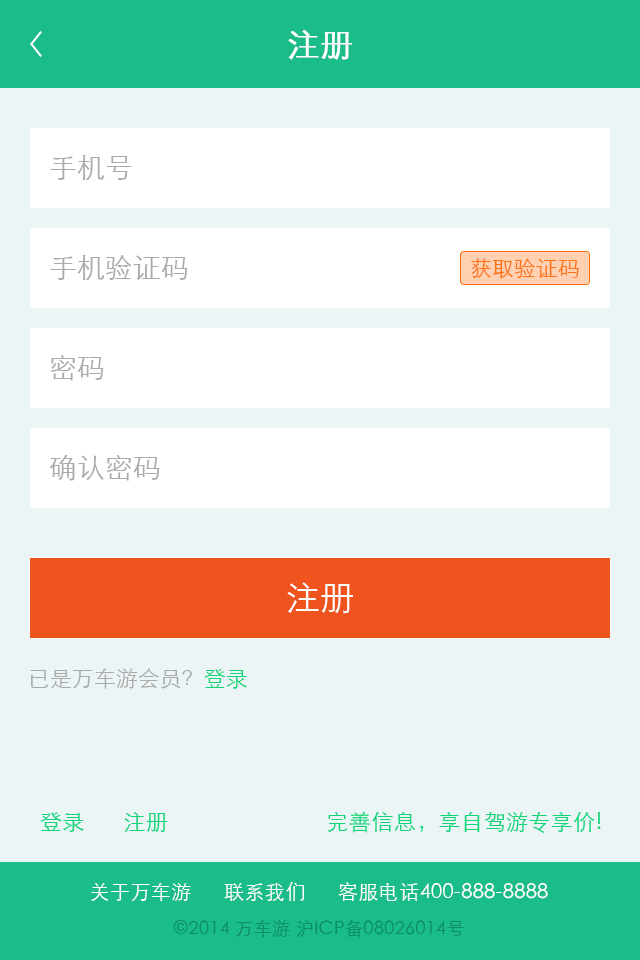 注册
手机号
手机验证码 获取验证码
密码
确认密码
注册
已是万车游会员？登录
登录 注册 完善信息，享自驾游专享价!
关于万车游 联系我们 客服电话400-888-8888
©2014 万车游 沪ICP备08026014号